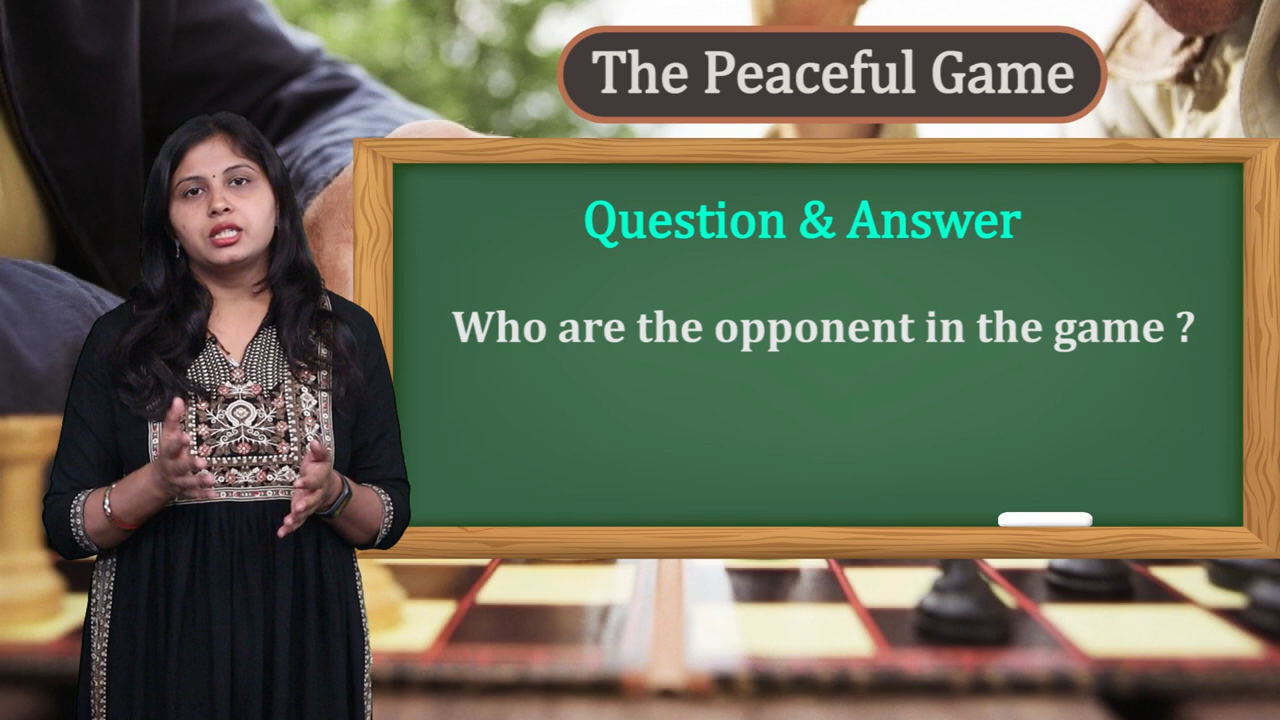 The Peaceful Game
Question & Answer
Who are the opponent in the game ?